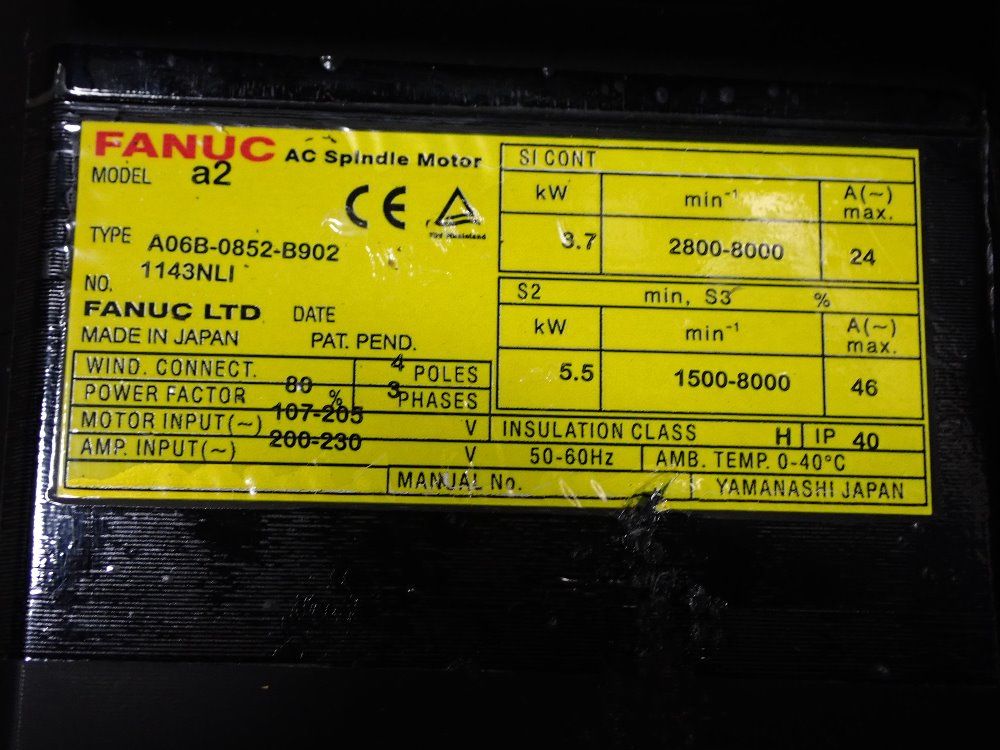 FANUC AC Spindle Motor
MODEL a2
CE
TÜV Rheinland
TYPE A06B-0852-B902
NO. 1143NLI
FANUC LTD DATE
MADE IN JAPAN PAT. PEND.
WIND. CONNECT. 4 POLES
POWER FACTOR 80 % 3 PHASES
MOTOR INPUT(~) 107-205 V
AMP. INPUT(~) 200-230 V
SI CONT
kW min-1 A(~) max.
3.7 2800-8000 24
S2 min, S3 %
kW min-1 A(~) max.
5.5 1500-8000 46
INSULATION CLASS H IP 40
50-60Hz AMB. TEMP. 0-40°C
MANUAL No. YAMANASHI JAPAN